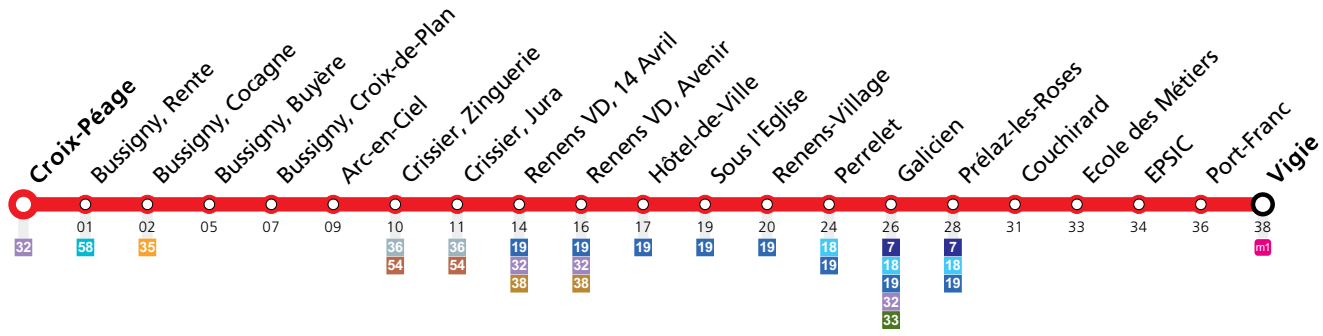 Croix-Péage
Bussigny, Rente
Bussigny, Cocagne
Bussigny, Buyère
Bussigny, Croix-de-Plan
Arc-en-Ciel
Crissier, Zinguerie
Crissier, Jura
Renens VD, 14 Avril
Renens VD, Avenir
Hôtel-de-Ville
Sous l'Eglise
Renens-Village
Perrelet
Galicien
Prélaz-les-Roses
Couchirard
Ecole des Métiers
EPSIC
Port-Franc
Vigie
01 02 05 07 09 10 11 14 16 17 19 20 24 26 28 31 33 34 36 38
32 58 35 36 36 19 19 19 19 19 18 7 7 m1
54 54 32 32 19 18 18
38 38 19 19
32
33